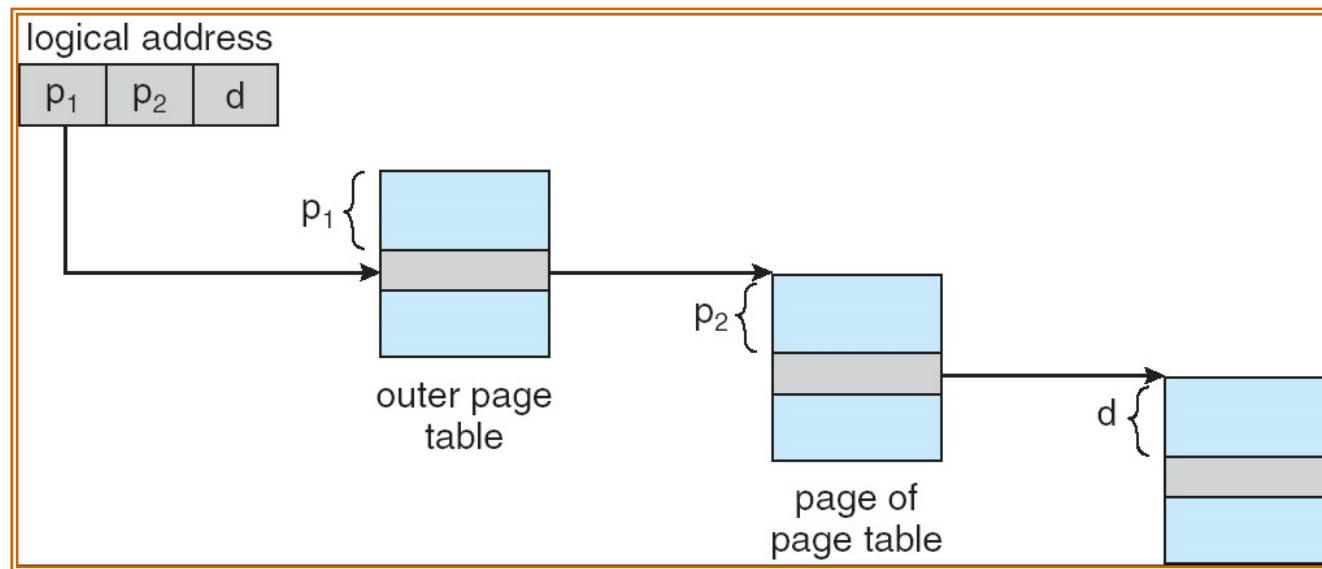 logical address
p₁ p₂ d
p₁
outer page
table
p₂
page of
page table
d